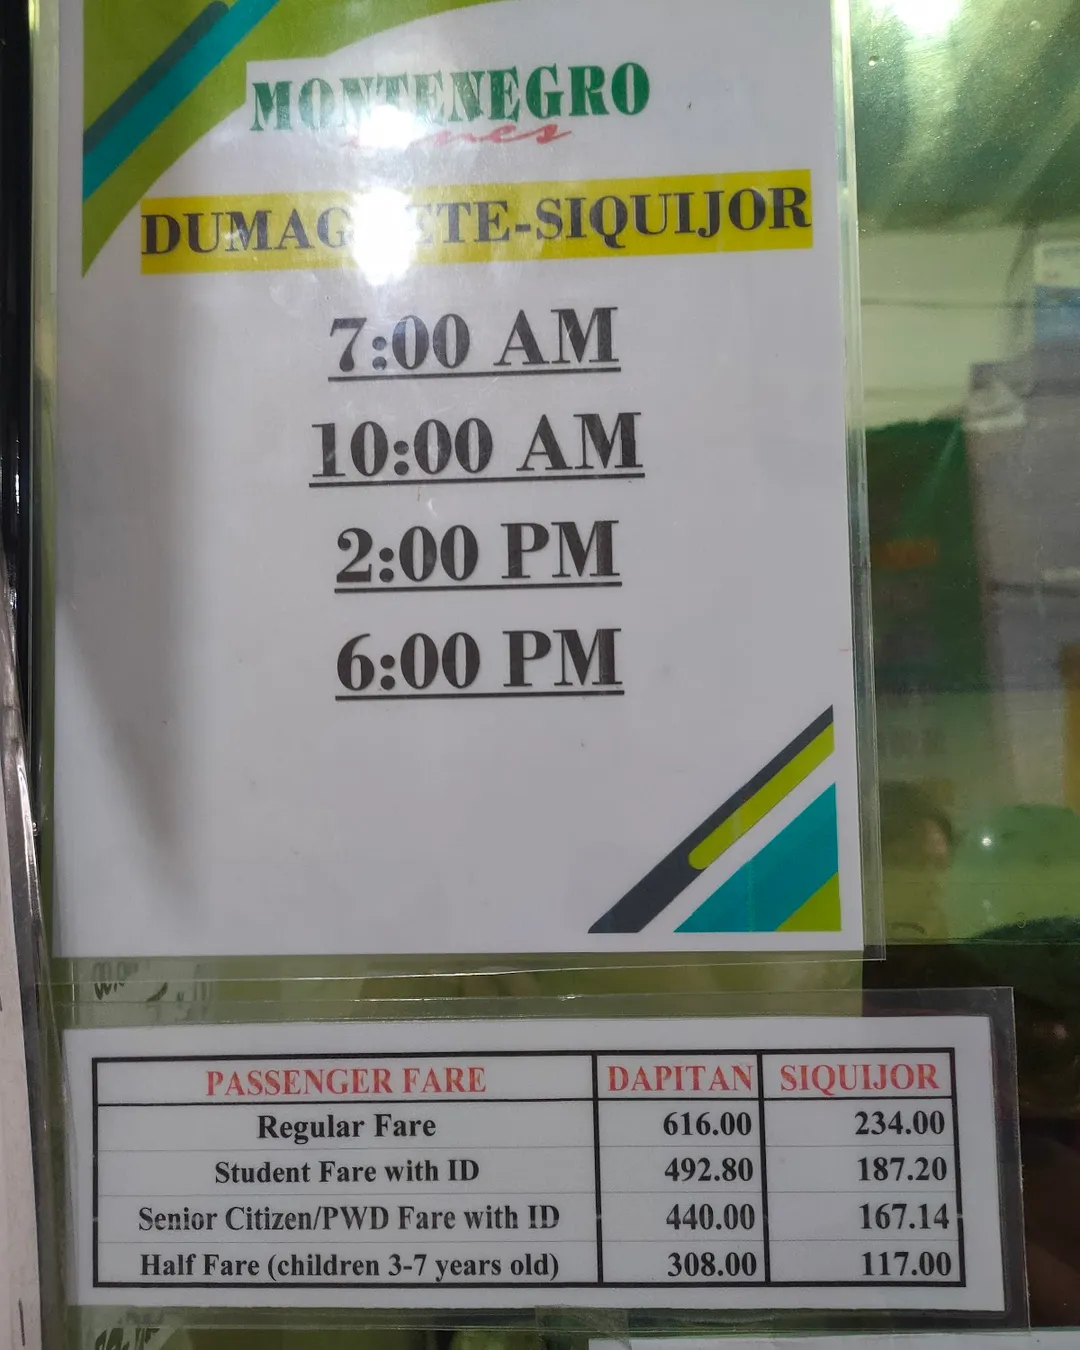 MONTENEGRO
DUMAGUETE-SIQUIJOR
7:00 AM
10:00 AM
2:00 PM
6:00 PM
PASSENGER FARE DAPITAN SIQUIJOR
Regular Fare 616.00 234.00
Student Fare with ID 492.80 187.20
Senior Citizen/PWD Fare with ID 440.00 167.14
Half Fare (children 3-7 years old) 308.00 117.00